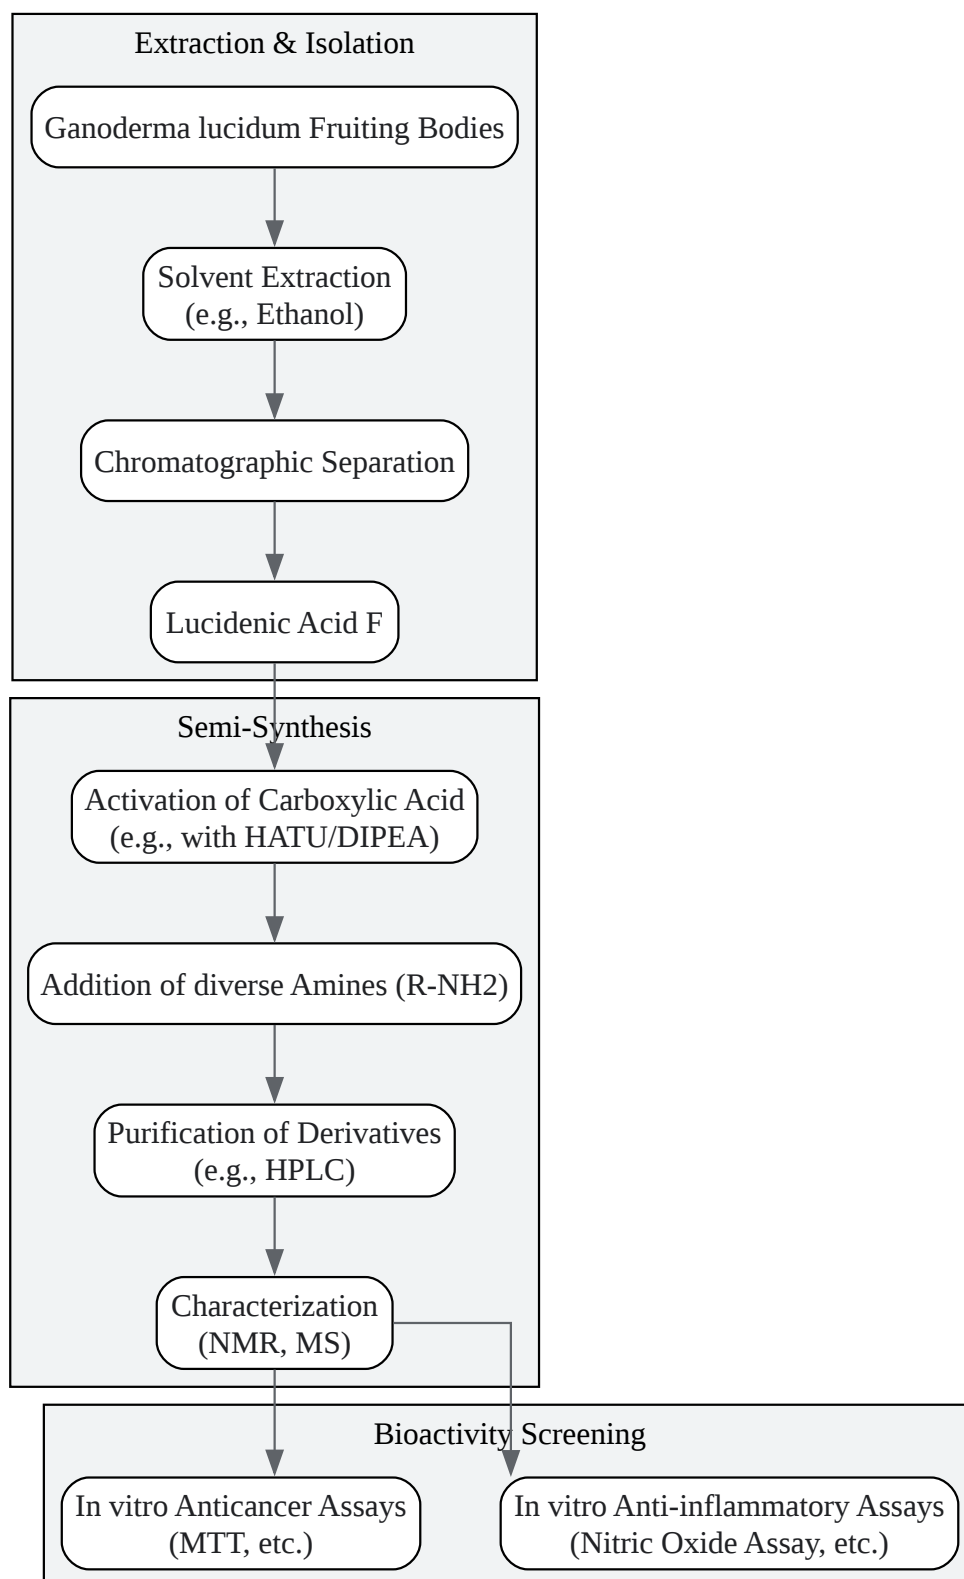 Extraction & Isolation
Ganoderma lucidum Fruiting Bodies
Solvent Extraction
(e.g., Ethanol)
Chromatographic Separation
Lucidenic Acid F
Semi-Synthesis
Activation of Carboxylic Acid
(e.g., with HATU/DIPEA)
Addition of diverse Amines (R-NH2)
Purification of Derivatives
(e.g., HPLC)
Characterization
(NMR, MS)
Bioactivity Screening
In vitro Anticancer Assays
(MTT, etc.)
In vitro Anti-inflammatory Assays
(Nitric Oxide Assay, etc.)